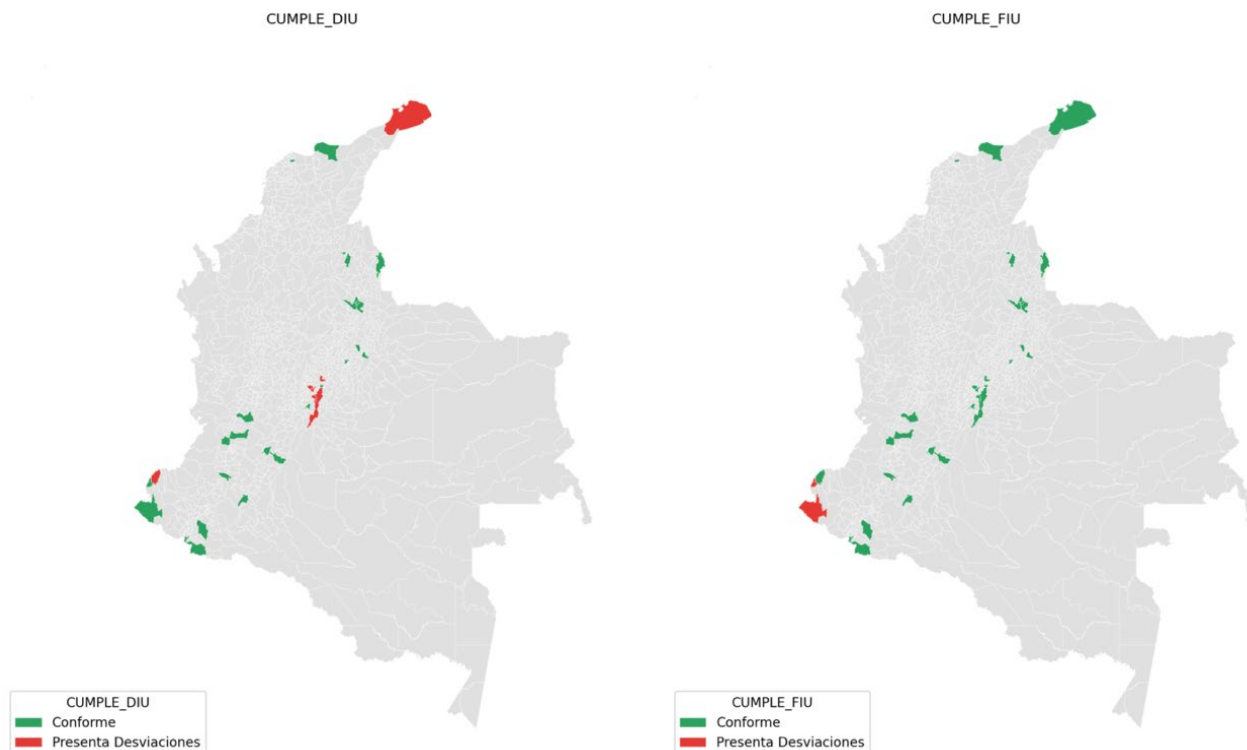 CUMPLE_DIU
CUMPLE_DIU
Conforme
Presenta Desviaciones
CUMPLE_FIU
CUMPLE_FIU
Conforme
Presenta Desviaciones